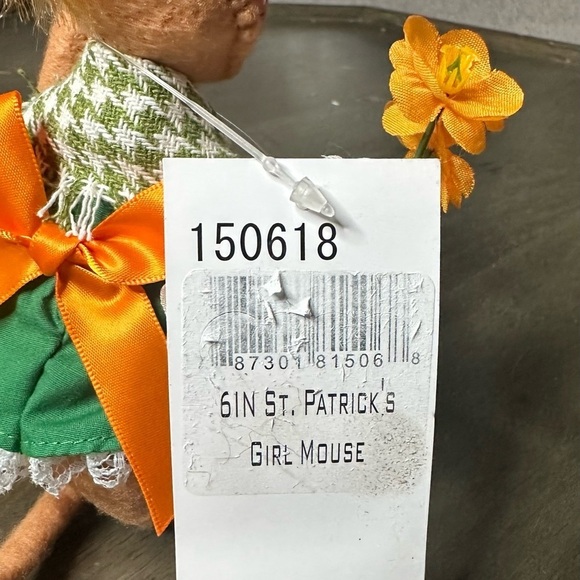 150618
87301 81506 8
6IN St. Patrick's
Girl Mouse